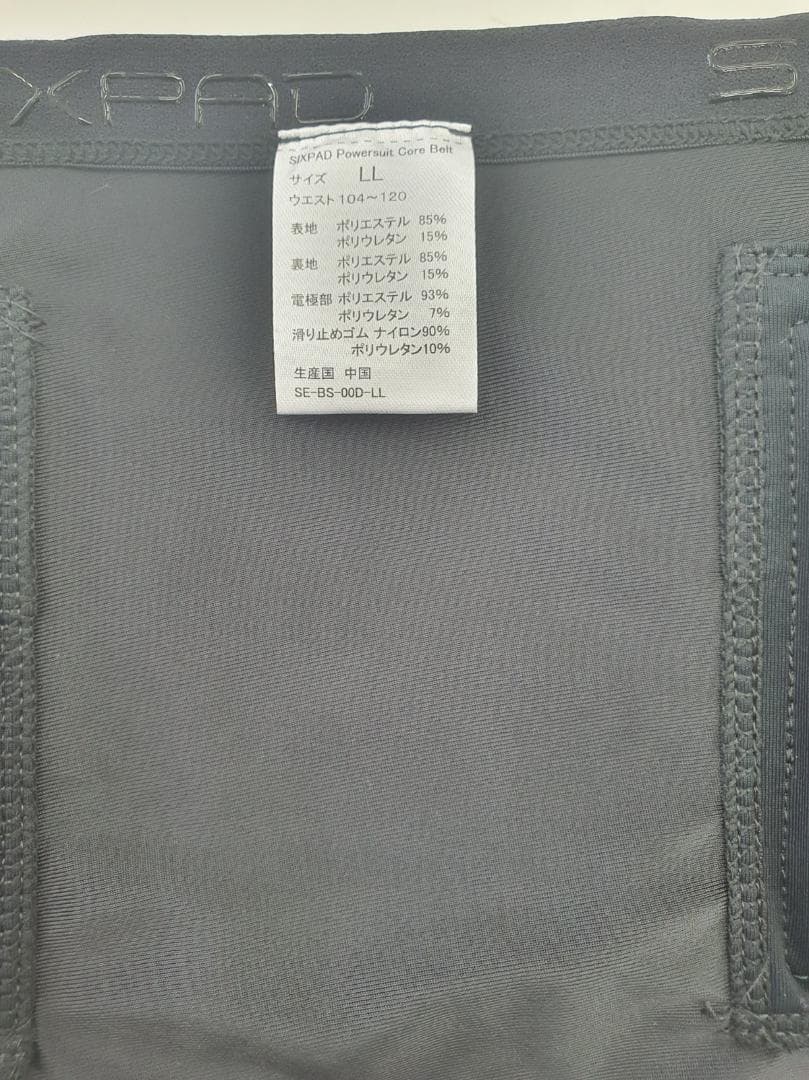 XPAD S
SIXPAD Powersuit Core Belt
サイズ LL
ウエスト 104～120
表地 ポリエステル 85%
ポリウレタン 15%
裏地 ポリエステル 85%
ポリウレタン 15%
電極部 ポリエステル 93%
ポリウレタン 7%
滑り止めゴム ナイロン90%
ポリウレタン10%
生産国 中国
SE-BS-00D-LL